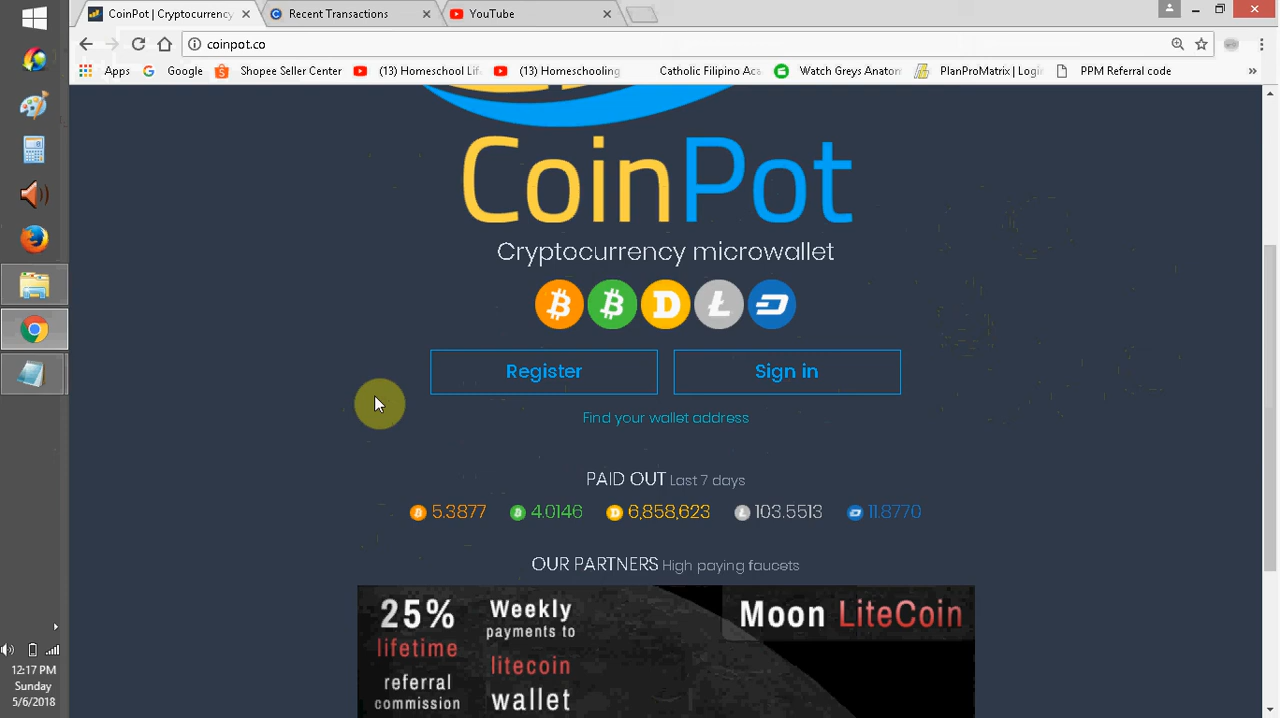 CoinPot | Cryptocurrency
Recent Transactions
YouTube
coinpot.co
Apps
Google
Shopee Seller Center
(13) Homeschool Lif
(13) Homeschooling
Catholic Filipino Aca
Watch Greys Anatom
PlanProMatrix | Login
PPM Referral code
»
CoinPot
Cryptocurrency microwallet
Register
Sign in
Find your wallet address
PAID OUT Last 7 days
5.3877
4.0146
6,858,623
103.5513
11.8770
OUR PARTNERS High paying faucets
25%
lifetime
referral
commission
Weekly
payments to
litecoin
wallet
Moon LiteCoin
12:17 PM
Sunday
5/6/2018